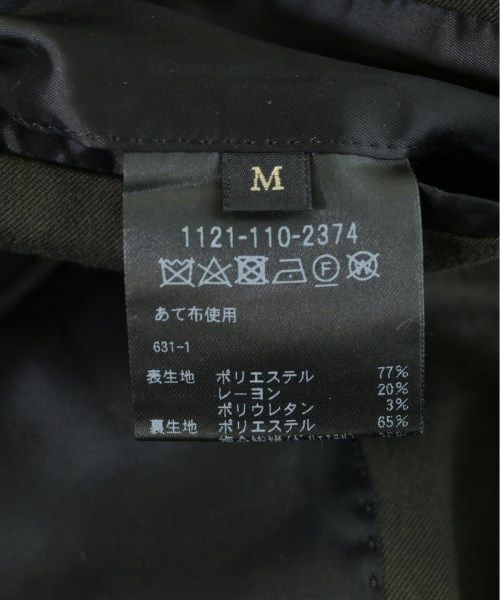 M
1121-110-2374
F
W
あて布使用
631-1
表生地 ポリエステル 77%
レーヨン 20%
ポリウレタン 3%
裏生地 ポリエステル 65%